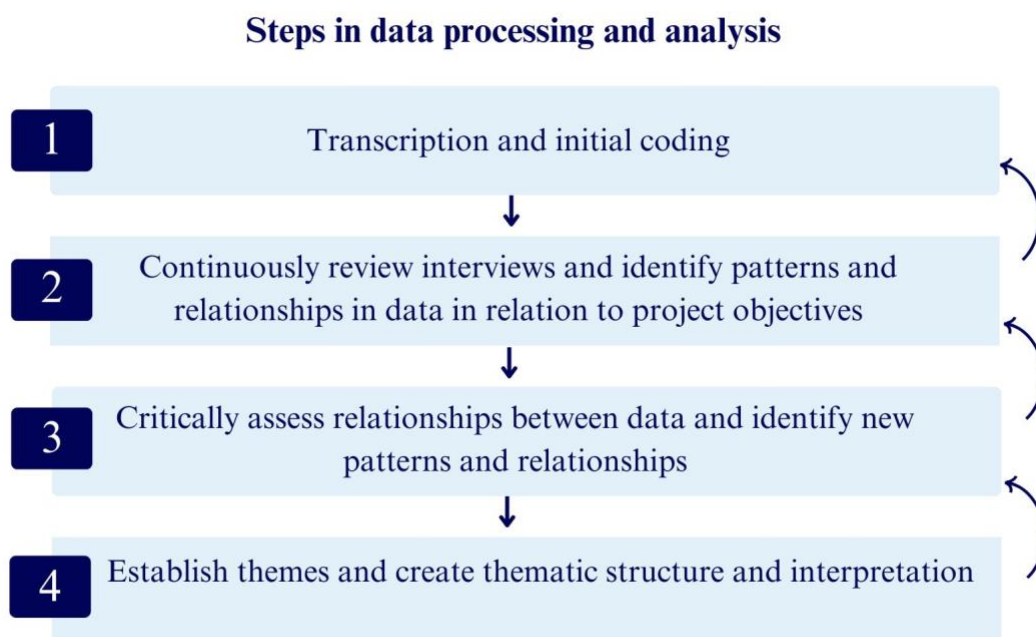 Steps in data processing and analysis
1
Transcription and initial coding
2
Continuously review interviews and identify patterns and
relationships in data in relation to project objectives
3
Critically assess relationships between data and identify new
patterns and relationships
4
Establish themes and create thematic structure and interpretation